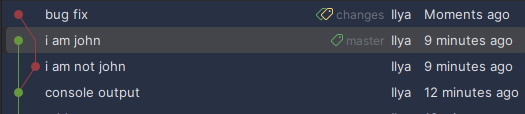 bug fix changes Ilya Moments ago
i am john master Ilya 9 minutes ago
i am not john Ilya 9 minutes ago
console output Ilya 12 minutes ago